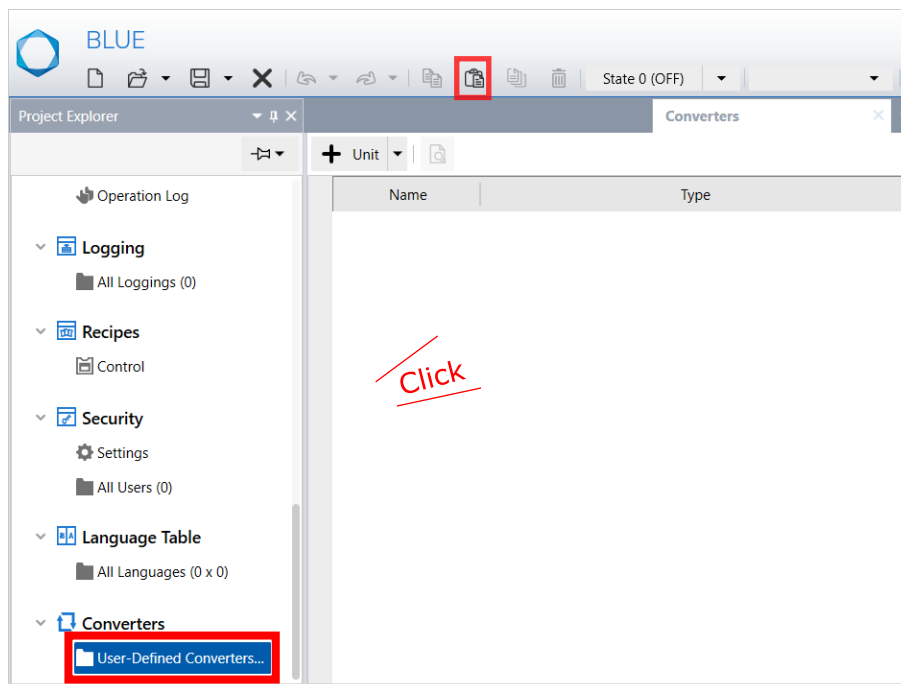 BLUE
State 0 (OFF)
Project Explorer
Converters
Unit
Name
Type
Operation Log
Logging
All Loggings (0)
Recipes
Control
Click
Security
Settings
All Users (0)
Language Table
All Languages (0 x 0)
Converters
User-Defined Converters...